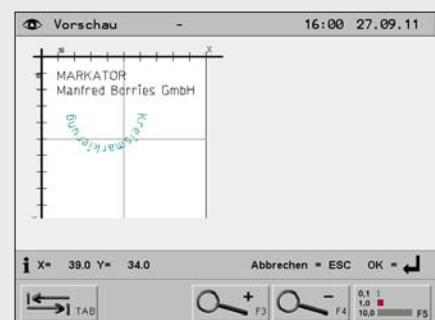 Vorschau - 16:00 27.09.11
X
MARKATOR
Manfred Borries GmbH
Kreismarkierung
X= 39.0 Y= 34.0 Abbrechen = ESC OK =
TAB
+ F3
- F4
0,1
1,0
10,0 F5